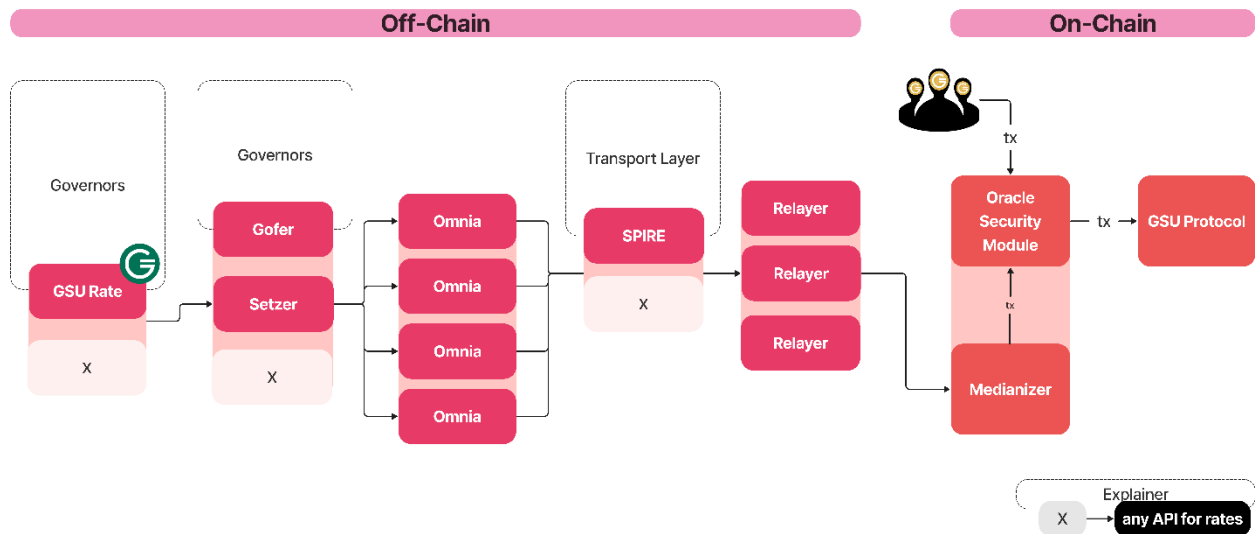 Off-Chain
On-Chain
Governors
GSU Rate
X
Governors
Gofer
Setzer
X
Omnia
Omnia
Omnia
Omnia
Transport Layer
SPIRE
X
Relayer
Relayer
Relayer
tx
Oracle
Security
Module
tx
GSU Protocol
tx
Medianizer
Explainer
X
any API for rates